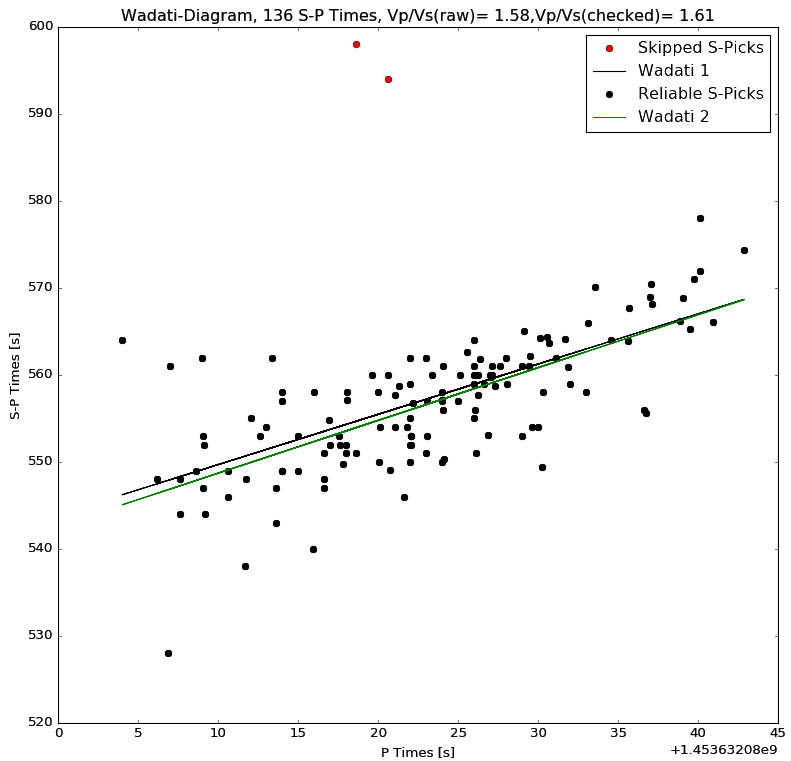 Wadati-Diagram, 136 S-P Times, Vp/Vs(raw)= 1.58,Vp/Vs(checked)= 1.61
Skipped S-Picks
Wadati 1
Reliable S-Picks
Wadati 2
600
590
580
570
560
550
540
530
520
S-P Times [s]
0 5 10 15 20 25 30 35 40 45
P Times [s]
+1.45363208e9